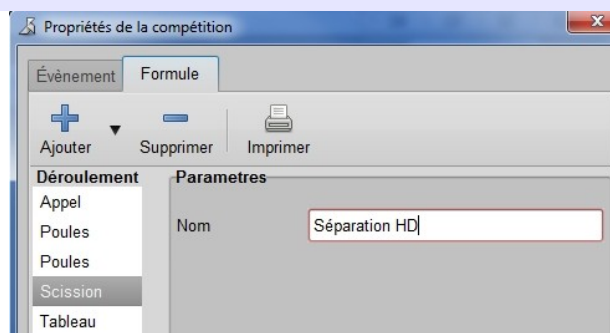 Propriétés de la compétition
Évènement Formule
Ajouter Supprimer Imprimer
Déroulement Parametres
Appel
Nom Séparation HD
Poules
Poules
Scission
Tableau